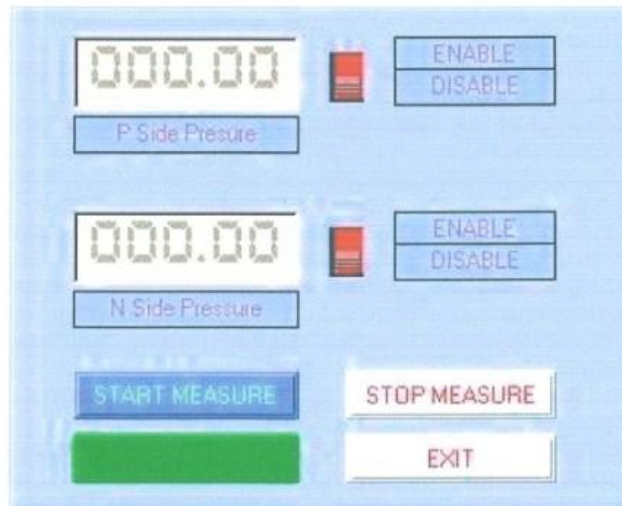 000.00
ENABLE
DISABLE
P Side Presure
000.00
ENABLE
DISABLE
N Side Pressure
START MEASURE
STOP MEASURE
EXIT